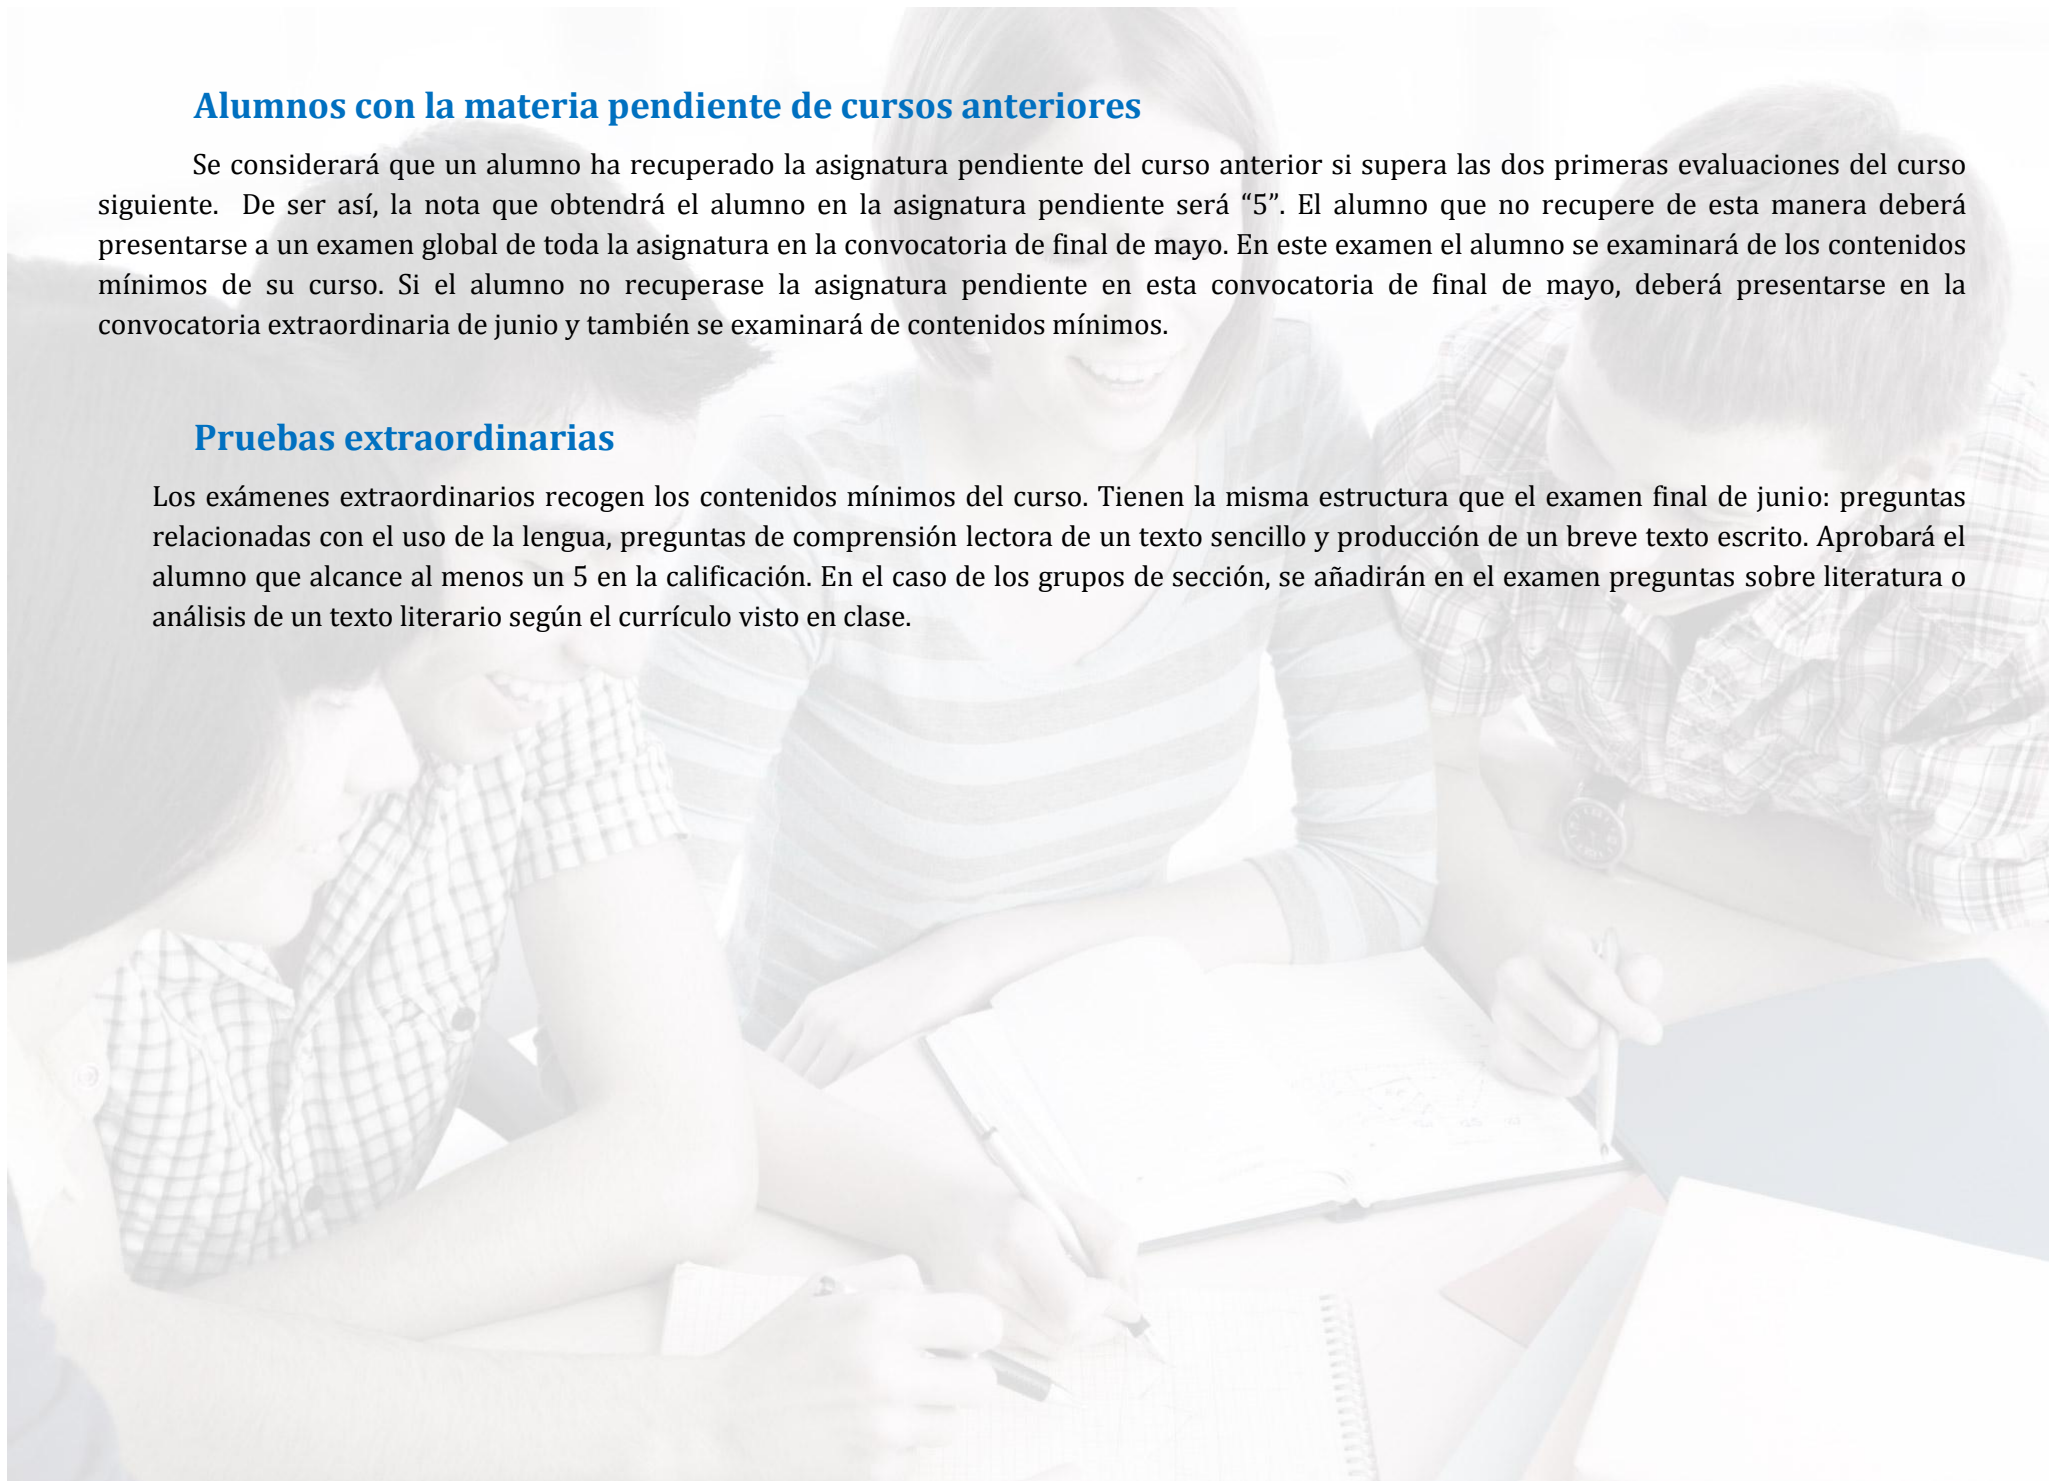 Alumnos con la materia pendiente de cursos anteriores
Se considerará que un alumno ha recuperado la asignatura pendiente del curso anterior si supera las dos primeras evaluaciones del curso
siguiente.  De ser así, la nota que obtendrá el alumno en la asignatura pendiente será “5”. El alumno que no recupere de esta manera deberá
presentarse a un examen global de toda la asignatura en la convocatoria de final de mayo. En este examen el alumno se examinará de los contenidos
mínimos de su curso. Si el alumno no recuperase la asignatura pendiente en esta convocatoria de final de mayo, deberá presentarse en la
convocatoria extraordinaria de junio y también se examinará de contenidos mínimos.
Pruebas extraordinarias
Los exámenes extraordinarios recogen los contenidos mínimos del curso. Tienen la misma estructura que el examen final de junio: preguntas
relacionadas con el uso de la lengua, preguntas de comprensión lectora de un texto sencillo y producción de un breve texto escrito. Aprobará el
alumno que alcance al menos un 5 en la calificación. En el caso de los grupos de sección, se añadirán en el examen preguntas sobre literatura o
análisis de un texto literario según el currículo visto en clase.